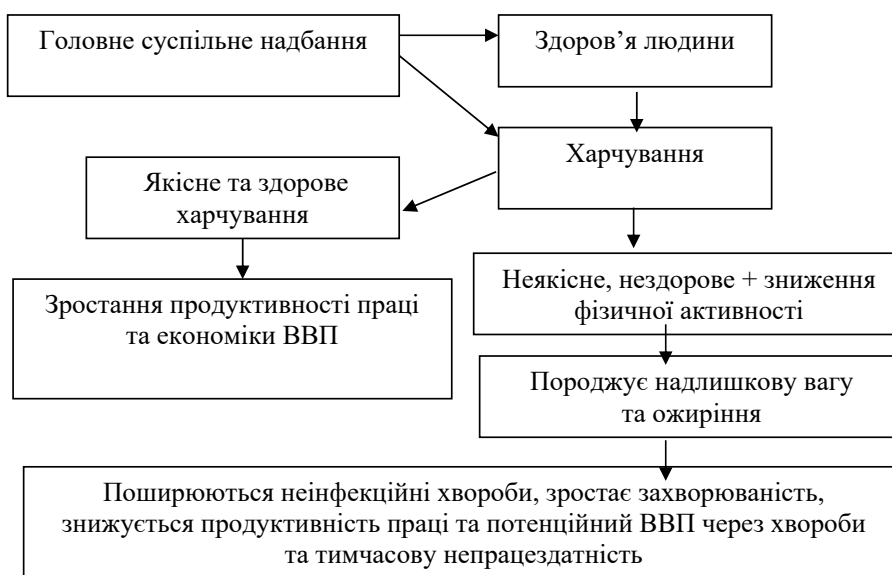 Головне суспільне надбання
Здоров’я людини
Харчування
Якісне та здорове
харчування
Зростання продуктивності праці
та економіки ВВП
Неякісне, нездорове + зниження
фізичної активності
Породжує надлишкову вагу
та ожиріння
Поширюються неінфекційні хвороби, зростає захворюваність,
знижується продуктивність праці та потенційний ВВП через хвороби
та тимчасову непрацездатність